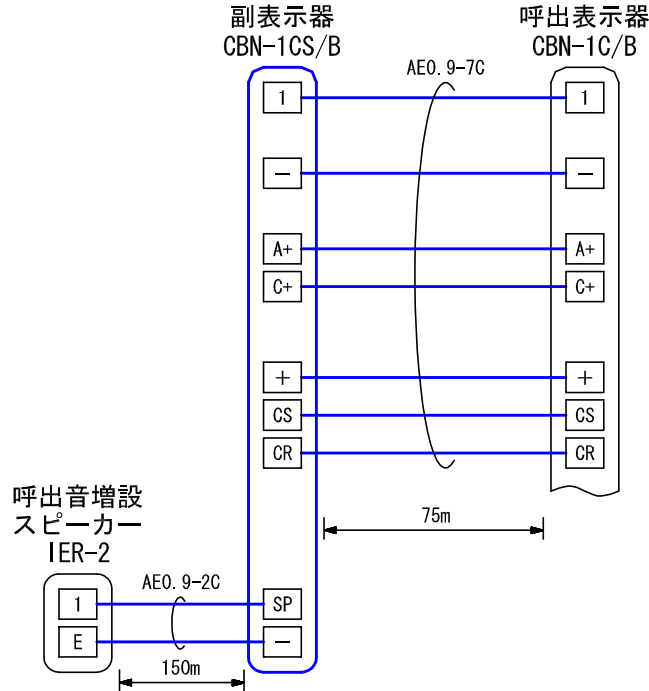 副表示器
CBN-1CS/B
呼出表示器
CBN-1C/B
AE0.9-7C
1
1
−
−
A+
A+
C+
C+
+
+
CS
CS
CR
CR
75m
呼出音増設
スピーカー
IER-2
AE0.9-2C
1
SP
E
−
150m